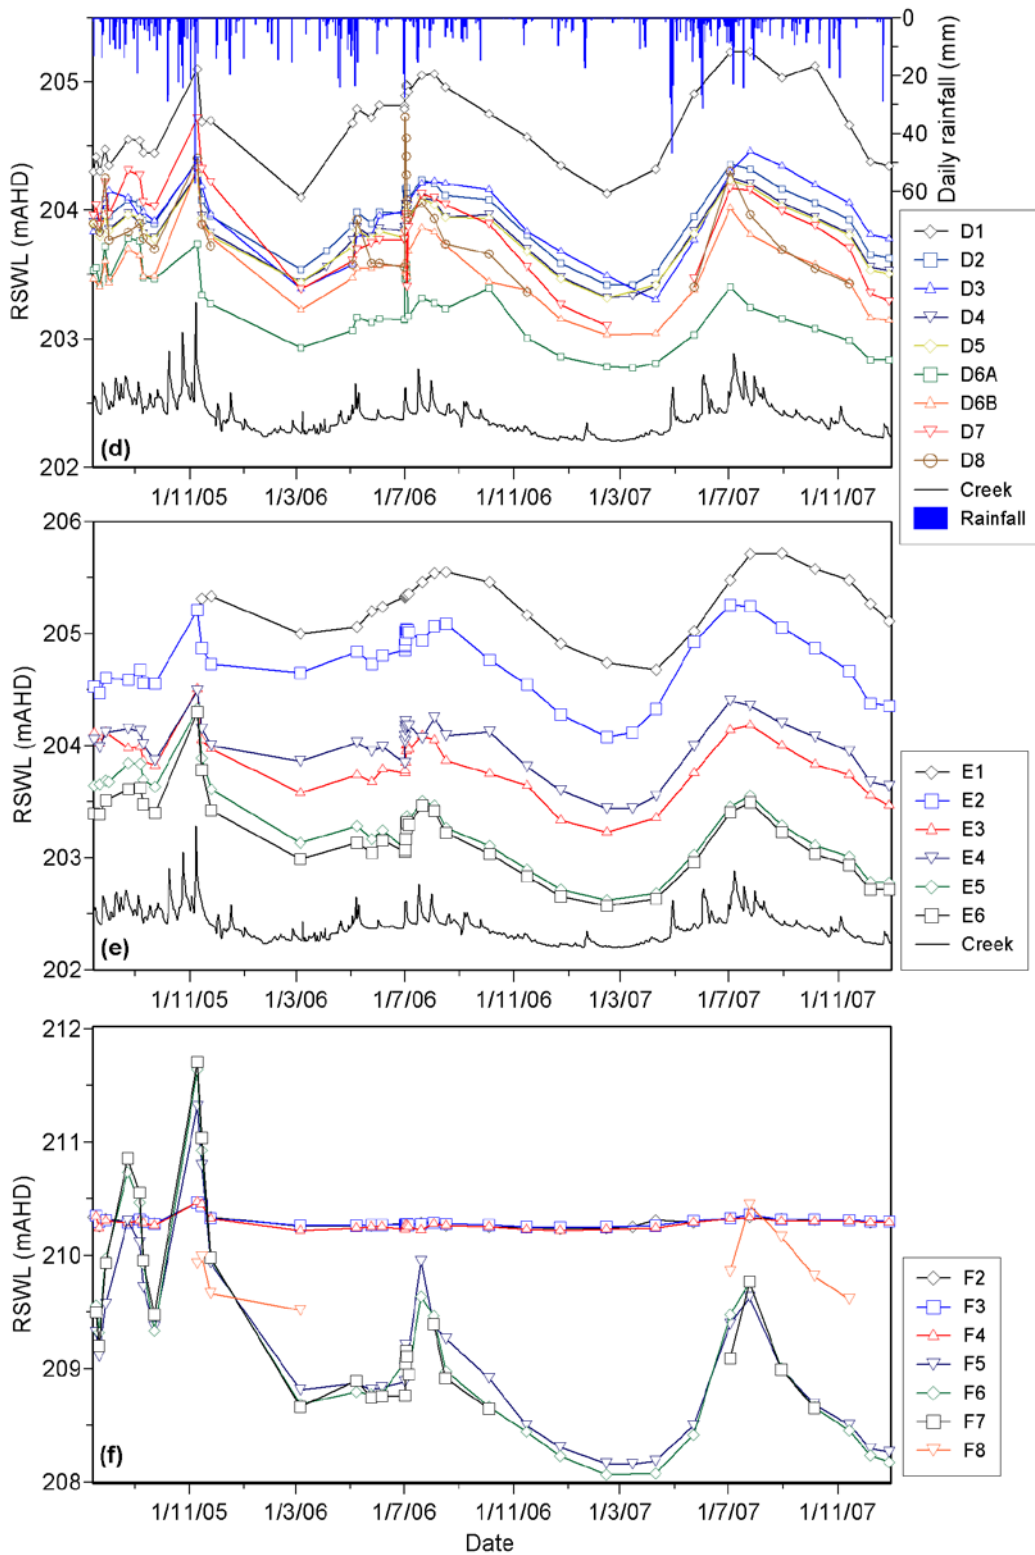 205
204
203
202
RSWL (mAHD)
0
20
40
60
Daily rainfall (mm)
(d)
1/11/05 1/3/06 1/7/06 1/11/06 1/3/07 1/7/07 1/11/07
D1
D2
D3
D4
D5
D6A
D6B
D7
D8
Creek
Rainfall
206
205
204
203
202
RSWL (mAHD)
(e)
1/11/05 1/3/06 1/7/06 1/11/06 1/3/07 1/7/07 1/11/07
E1
E2
E3
E4
E5
E6
Creek
212
211
210
209
208
RSWL (mAHD)
(f)
1/11/05 1/3/06 1/7/06 1/11/06 1/3/07 1/7/07 1/11/07
Date
F2
F3
F4
F5
F6
F7
F8